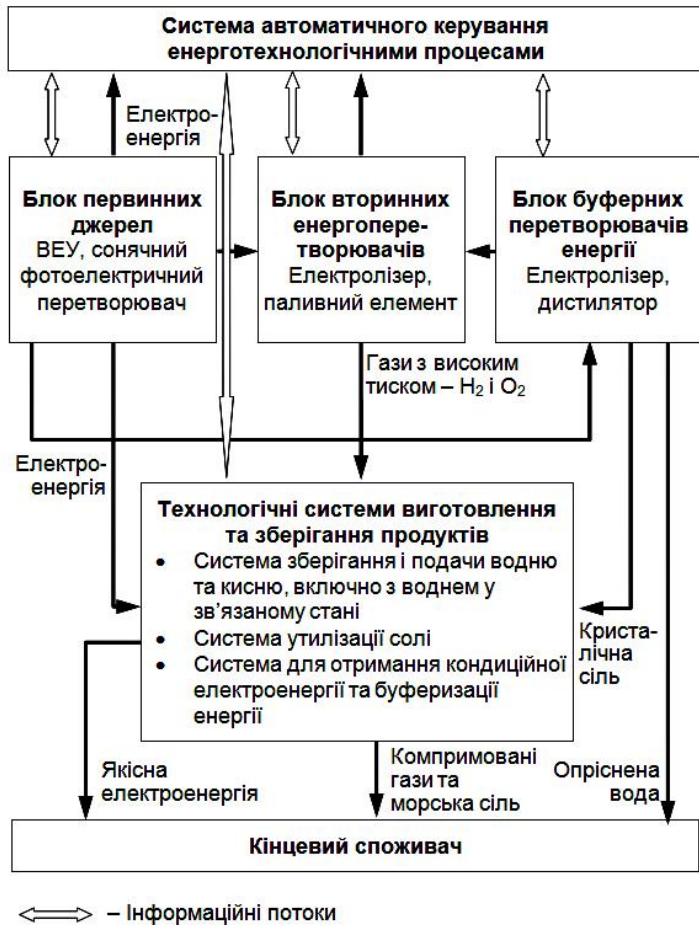 Система автоматичного керування
енерготехнологічними процесами
Електро-
енергія
Блок первинних
джерел
ВЕУ, сонячний
фотоелектричний
перетворювач
Блок вторинних
енергопере-
творювачів
Електролізер,
паливний елемент
Блок буферних
перетворювачів
енергії
Електролізер,
дистилятор
Гази з високим
тиском – H₂ і O₂
Електро-
енергія
Технологічні системи виготовлення
та зберігання продуктів
• Система зберігання і подачи водню
та кисню, включно з воднем у
зв’язаному стані
• Система утилізації солі
• Система для отримання кондиційної
електроенергії та буферизації
енергії
Криста-
лічна
сіль
Якісна
електроенергія
Компримовані
гази та
морська сіль
Опріснена
вода
Кінцевий споживач
– Інформаційні потоки